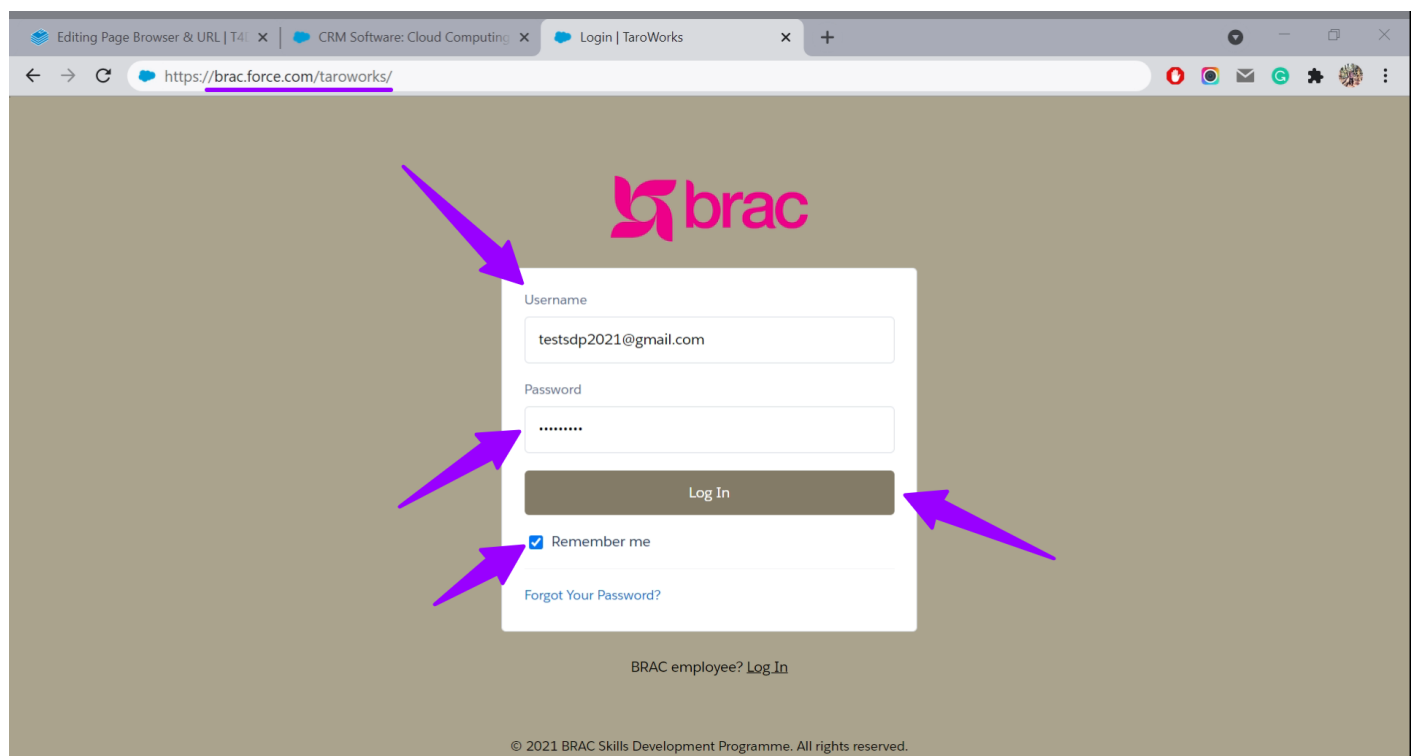 Editing Page Browser & URL | T4
CRM Software: Cloud Computing
Login | TaroWorks
https://brac.force.com/taroworks/
brac
Username
testsdp2021@gmail.com
Password
•••••••••
Log In
Remember me
Forgot Your Password?
BRAC employee? Log In
© 2021 BRAC Skills Development Programme. All rights reserved.